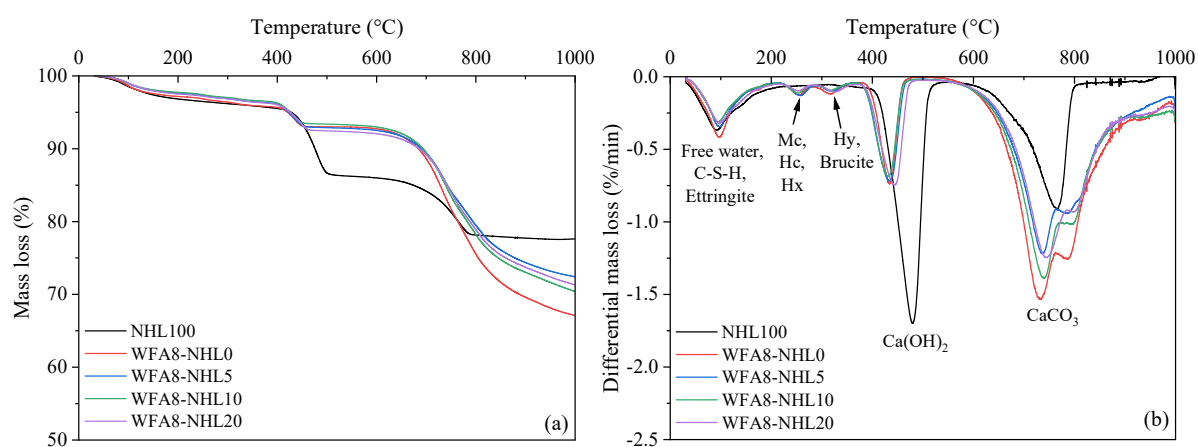 Temperature (°C)
0 200 400 600 800 1000
100
90
80
70
60
50
Mass loss (%)
NHL100
WFA8-NHL0
WFA8-NHL5
WFA8-NHL10
WFA8-NHL20
(a)
Temperature (°C)
0 200 400 600 800 1000
0.0
-0.5
-1.0
-1.5
-2.0
-2.5
Differential mass loss (%/min)
Free water,
C-S-H,
Ettringite
Mc,
Hc,
Hx
Hy,
Brucite
Ca(OH)₂
CaCO₃
NHL100
WFA8-NHL0
WFA8-NHL5
WFA8-NHL10
WFA8-NHL20
(b)